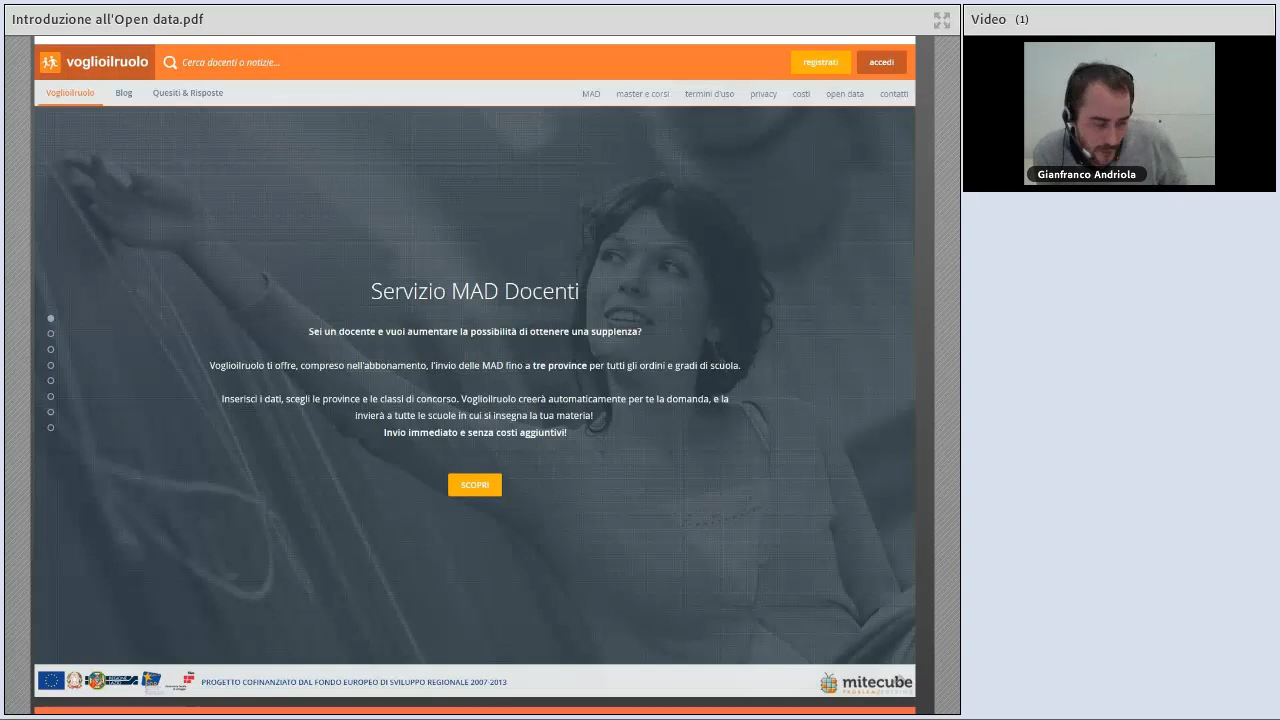 Introduzione all'Open data.pdf
Video (1)
voglioilruolo
Cerca docenti o notizie...
registrati
accedi
Voglioilruolo
Blog
Quesiti & Risposte
MAD
master e corsi
termini d'uso
privacy
costi
open data
contatti
Gianfranco Andriola
Servizio MAD Docenti
Sei un docente e vuoi aumentare la possibilità di ottenere una supplenza?
Voglioilruolo ti offre, compreso nell'abbonamento, l'invio delle MAD fino a tre province per tutti gli ordini e gradi di scuola.
Inserisci i dati, scegli le province e le classi di concorso. Voglioilruolo creerà automaticamente per te la domanda, e la
invierà a tutte le scuole in cui si insegna la tua materia!
Invio immediato e senza costi aggiuntivi!
SCOPRI
PROGETTO COFINANZIATO DAL FONDO EUROPEO DI SVILUPPO REGIONALE 2007-2013
mitecube